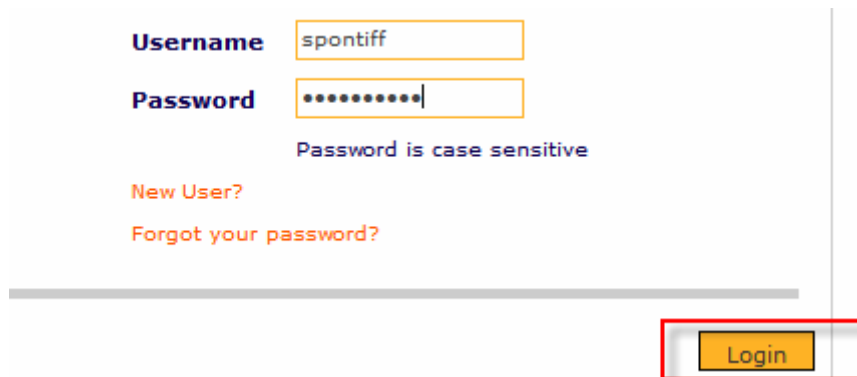 Username spontiff
Password ••••••••••
Password is case sensitive
New User?
Forgot your password?
Login